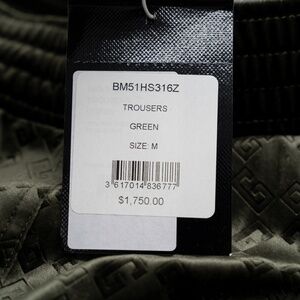 BM51HS316Z
TROUSERS
GREEN
SIZE: M
3 617014 836777
$1,750.00